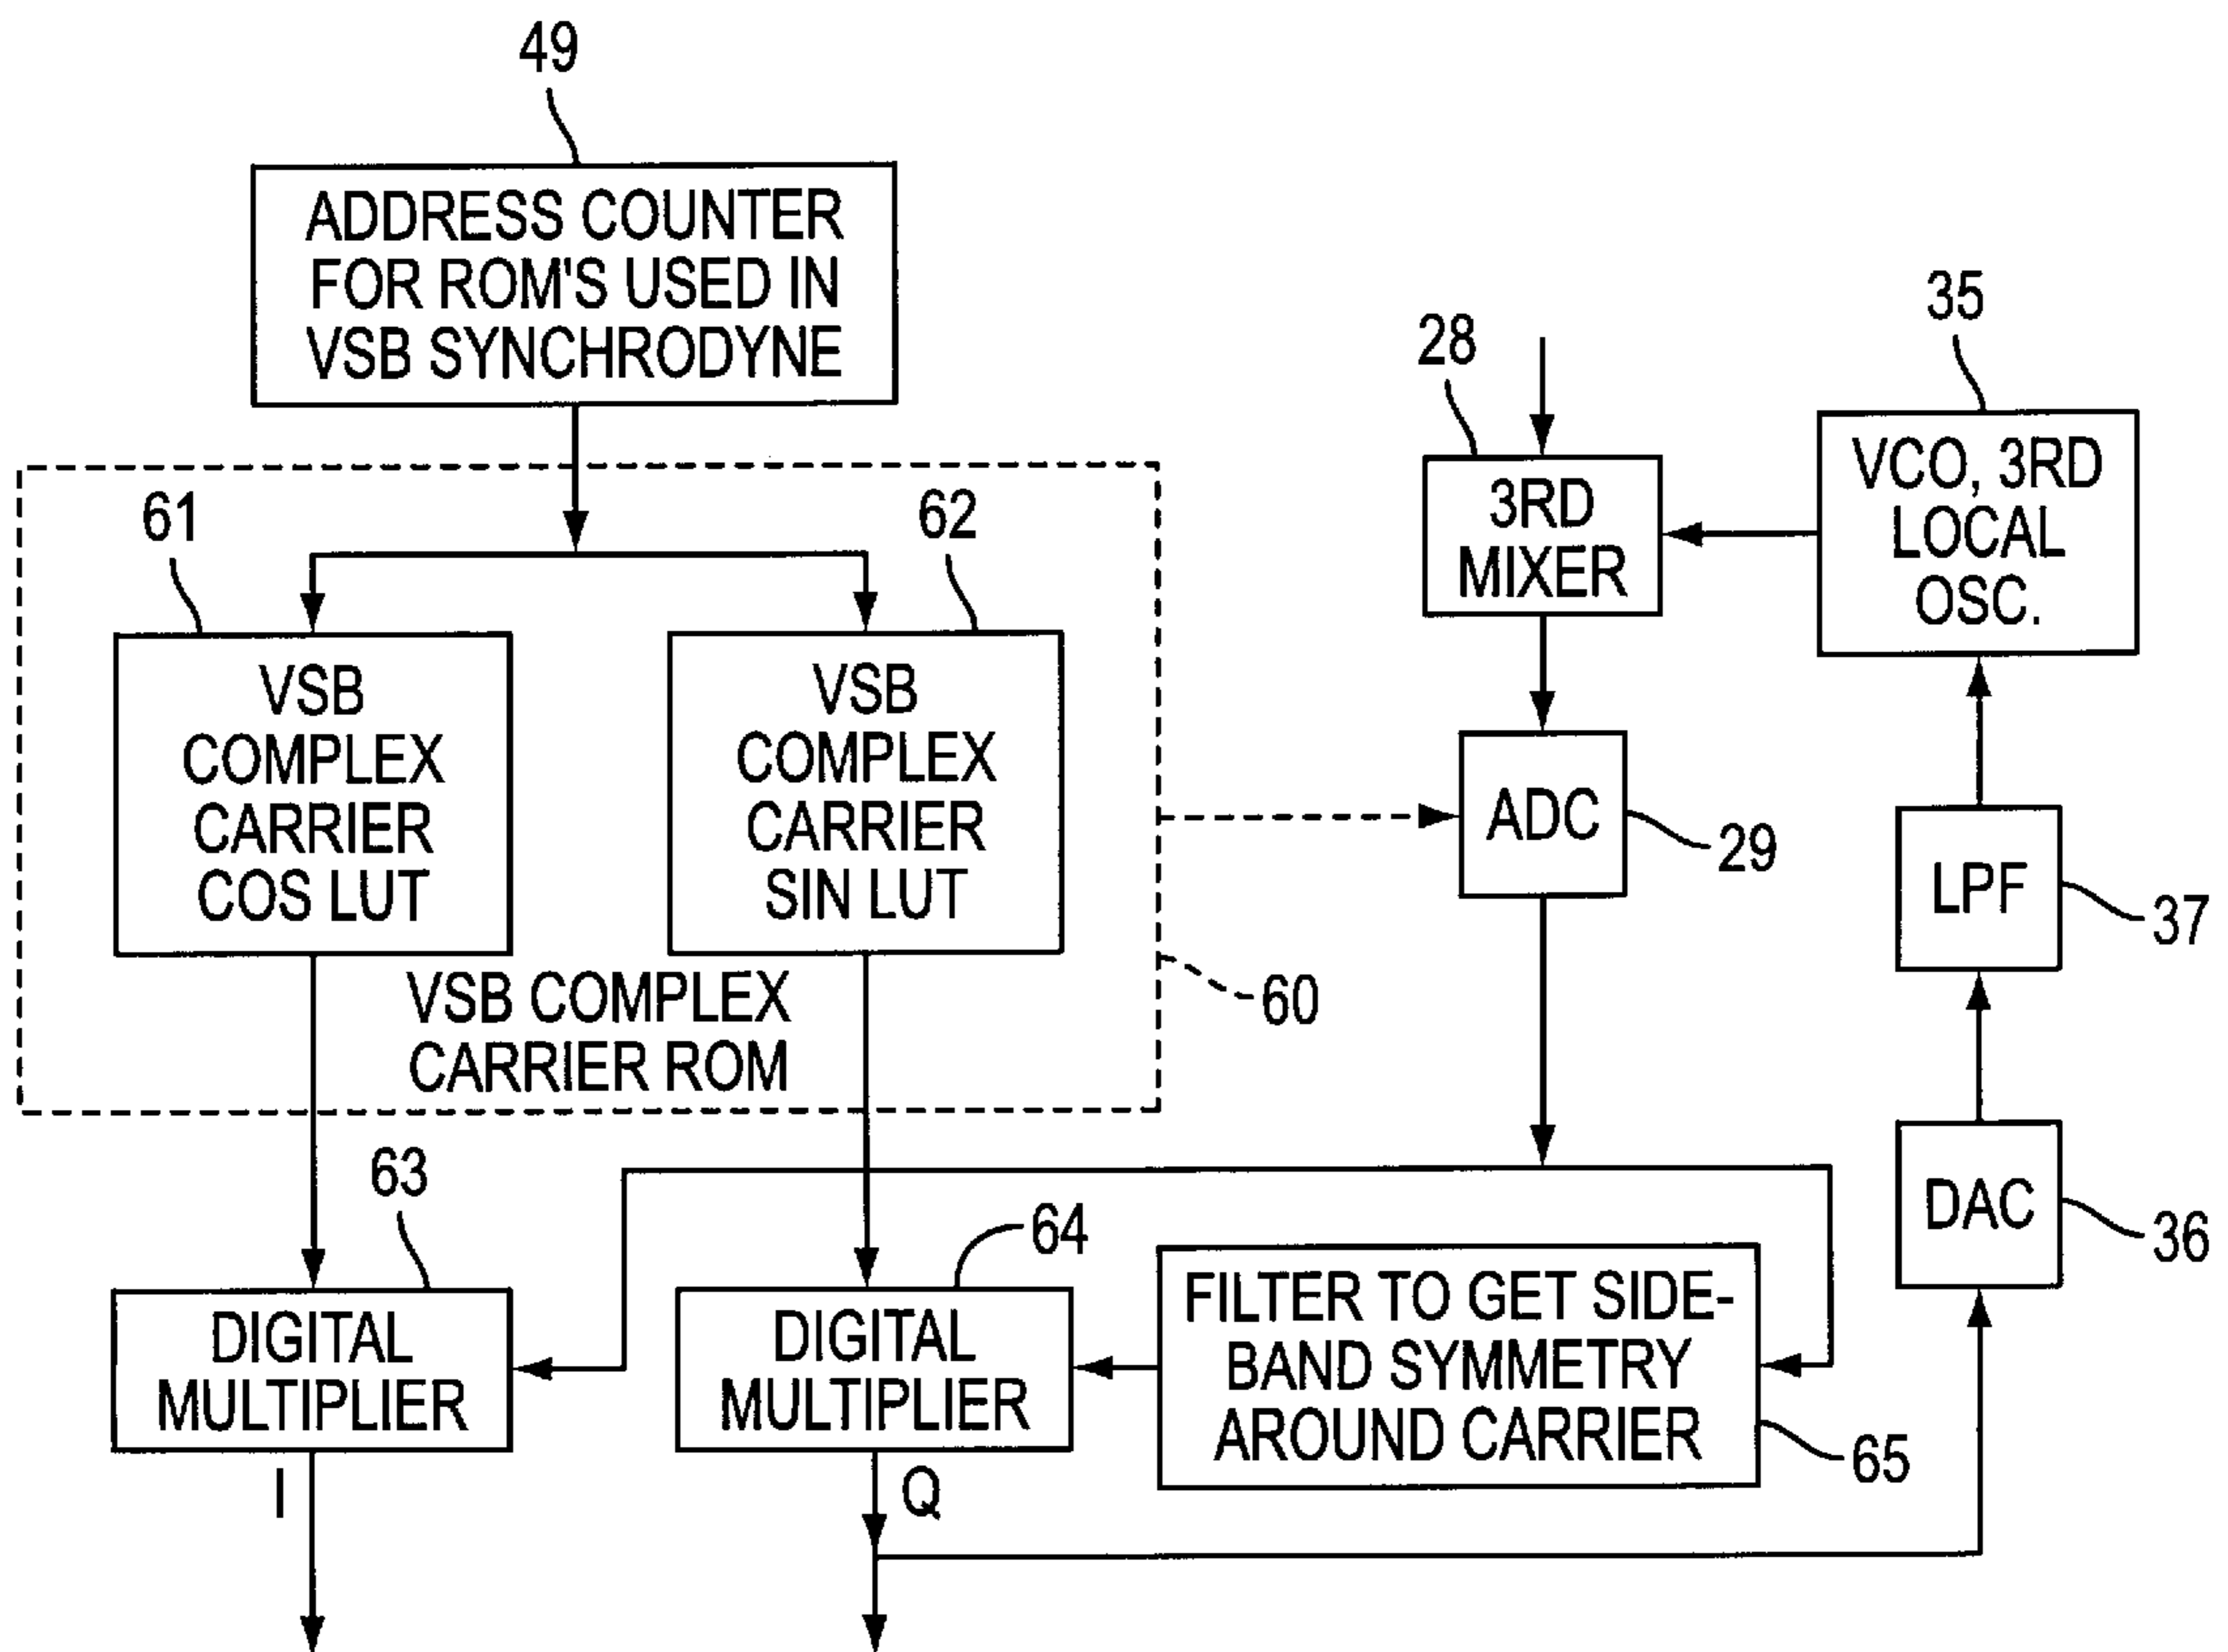 49
ADDRESS COUNTER
FOR ROM'S USED IN
VSB SYNCHRODYNE
35
28
VCO, 3RD
LOCAL
OSC.
3RD
MIXER
61
62
VSB
COMPLEX
CARRIER
COS LUT
VSB
COMPLEX
CARRIER
SIN LUT
ADC
29
LPF
37
VSB COMPLEX
CARRIER ROM
60
63
64
DAC
36
DIGITAL
MULTIPLIER
DIGITAL
MULTIPLIER
FILTER TO GET SIDE-
BAND SYMMETRY
AROUND CARRIER
65
I
Q